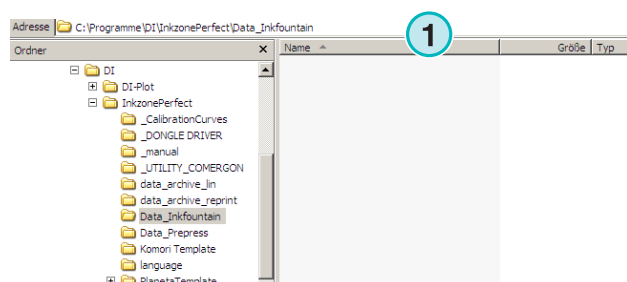 Adresse C:\Programme\DI\InkzonePerfect\Data_Inkfountain
1
Ordner × Name Größe Typ
DI
DI-Plot
InkzonePerfect
_CalibrationCurves
_DONGLE DRIVER
_manual
_UTILITY_COMERGON
data_archive_lin
data_archive_reprint
Data_Inkfountain
Data_Prepress
Komori Template
language
PlanetaTemplate